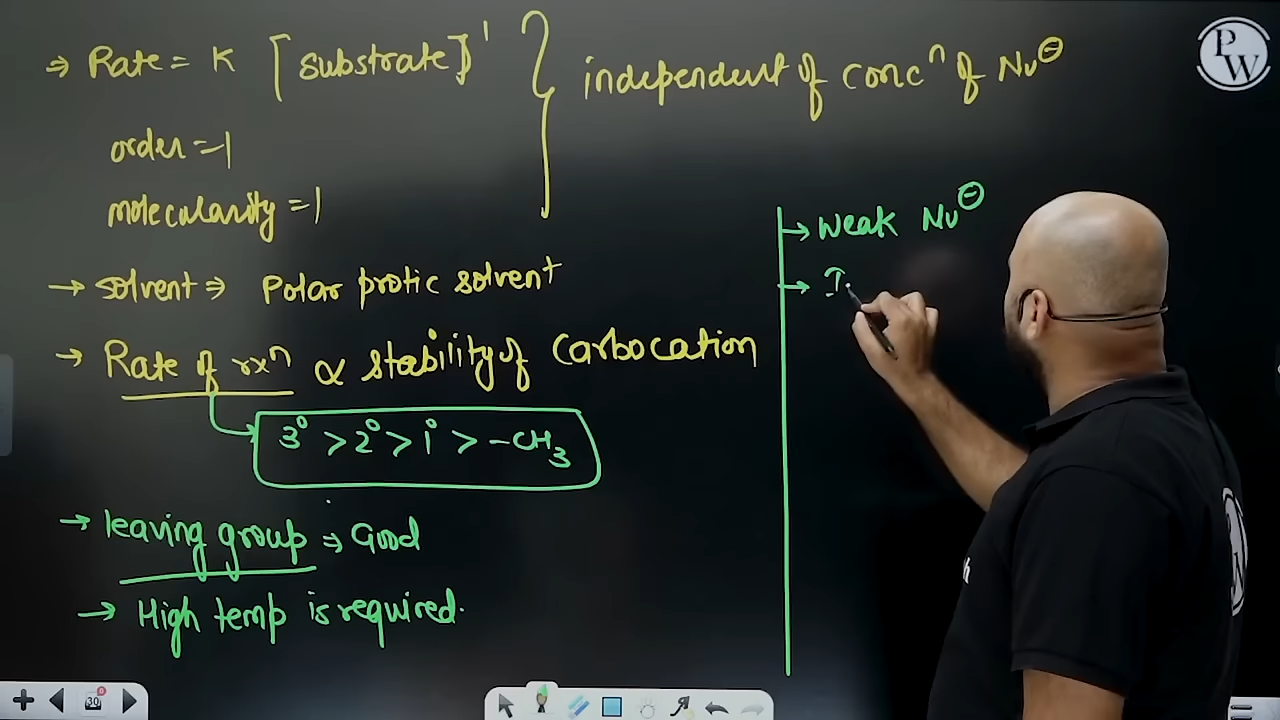 ⇒ Rate = K [substrate]¹ } independent of concⁿ of Nu⊖
order = 1
molecularity = 1
→ solvent ⇒ Polar protic solvent
→ Rate of rxⁿ ∝ stability of Carbocation
3° > 2° > 1° > -CH₃
→ leaving group ⇒ Good
→ High temp is required.
→ Weak Nu⊖
→ I
PW
30